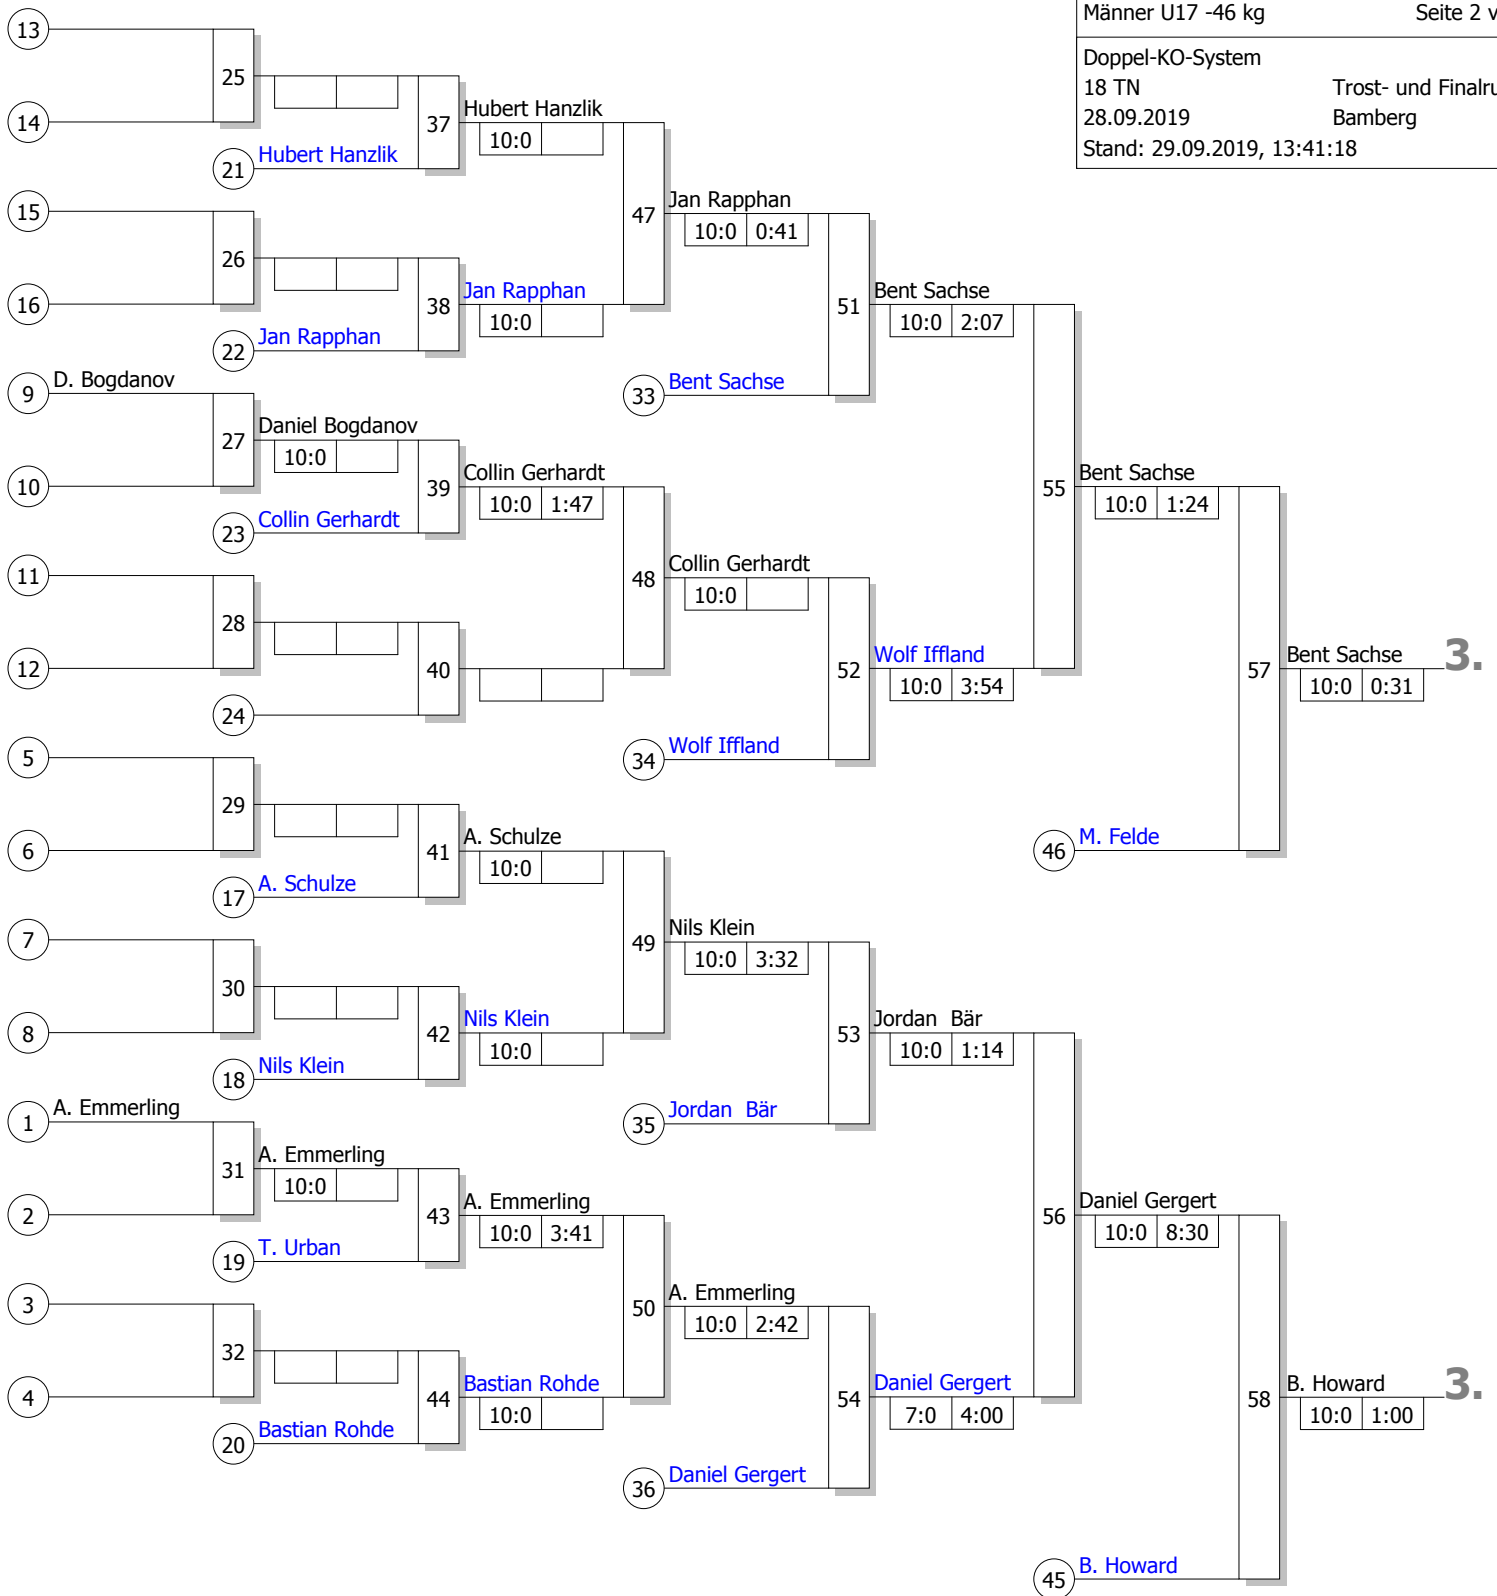 Männer U17 -46 kg Seite 2 v
Doppel-KO-System
18 TN Trost- und Finalru
28.09.2019 Bamberg
Stand: 29.09.2019, 13:41:18
13
25
14
37
Hubert Hanzlik
10:0
21
Hubert Hanzlik
47
Jan Rapphan
10:0 0:41
15
26
16
38
Jan Rapphan
10:0
22
Jan Rapphan
51
Bent Sachse
10:0 2:07
33
Bent Sachse
9
D. Bogdanov
27
Daniel Bogdanov
10:0
10
39
Collin Gerhardt
10:0 1:47
23
Collin Gerhardt
55
Bent Sachse
10:0 1:24
11
28
12
40
24
48
Collin Gerhardt
10:0
52
Wolf Iffland
10:0 3:54
34
Wolf Iffland
57
Bent Sachse
10:0 0:31
3.
46
M. Felde
5
29
6
41
A. Schulze
10:0
17
A. Schulze
49
Nils Klein
10:0 3:32
7
30
8
42
Nils Klein
10:0
18
Nils Klein
53
Jordan Bär
10:0 1:14
35
Jordan Bär
1
A. Emmerling
31
A. Emmerling
10:0
2
43
A. Emmerling
10:0 3:41
19
T. Urban
56
Daniel Gergert
10:0 8:30
3
32
4
44
Bastian Rohde
10:0
20
Bastian Rohde
50
A. Emmerling
10:0 2:42
54
Daniel Gergert
7:0 4:00
36
Daniel Gergert
58
B. Howard
10:0 1:00
3.
45
B. Howard